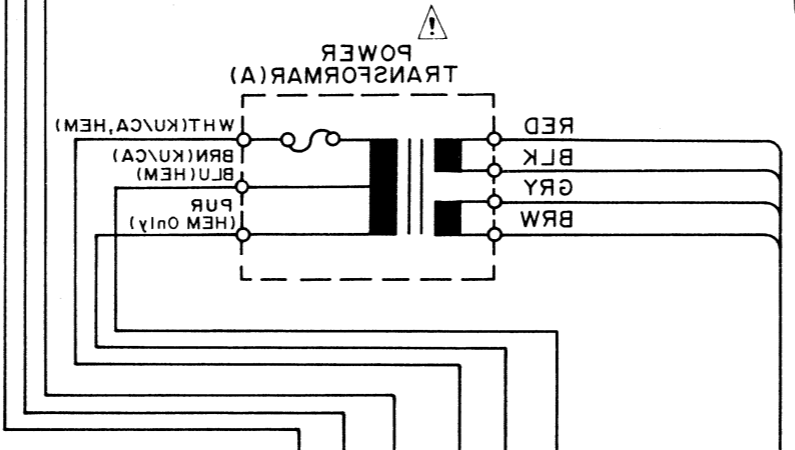 POWER
TRANSFORMAR(A)
WHT(KU/CA,HEM)
BRN(KU/CA)
BLU(HEM)
PUR
(HEM Only)
RED
BLK
GRY
BRW